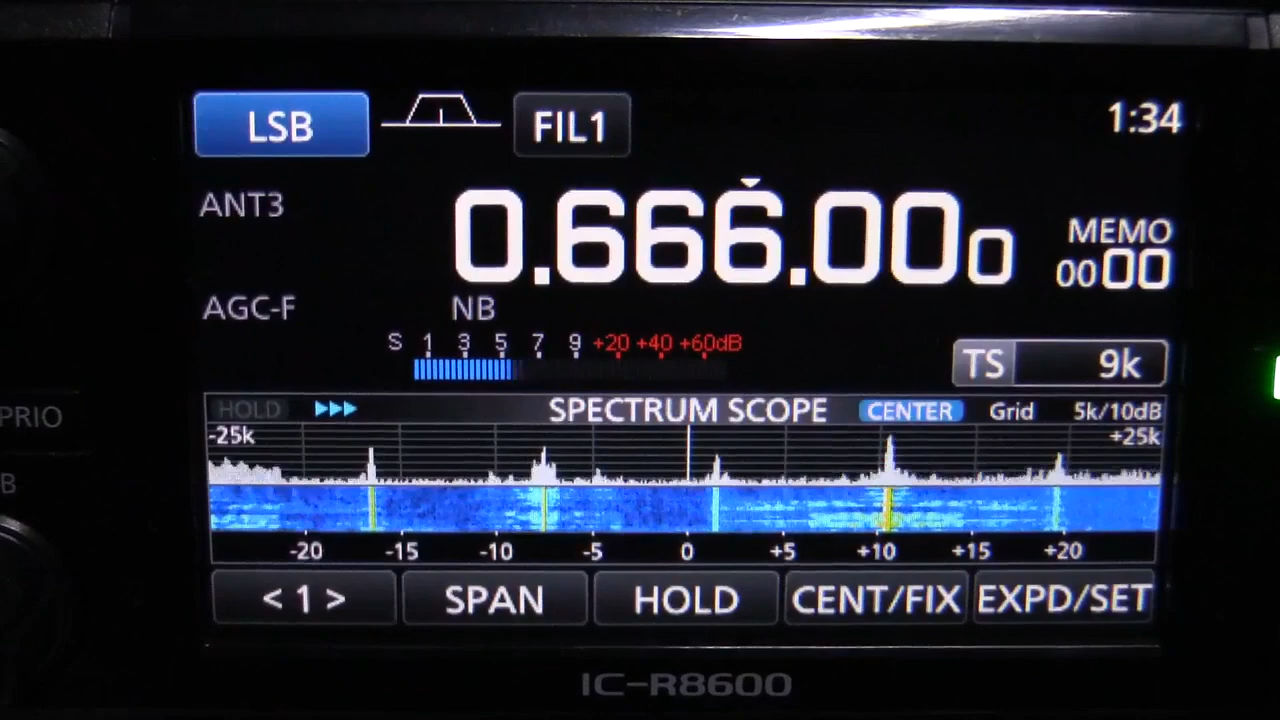 LSB FIL1 1:34
ANT3 0.666.000 MEMO
0000
AGC-F NB
S 1 3 5 7 9 +20 +40 +60dB
TS 9k
PRIO
HOLD SPECTRUM SCOPE CENTER Grid 5k/10dB
-25k +25k
B
-20 -15 -10 -5 0 +5 +10 +15 +20
< 1 > SPAN HOLD CENT/FIX EXPD/SET
IC-R8600